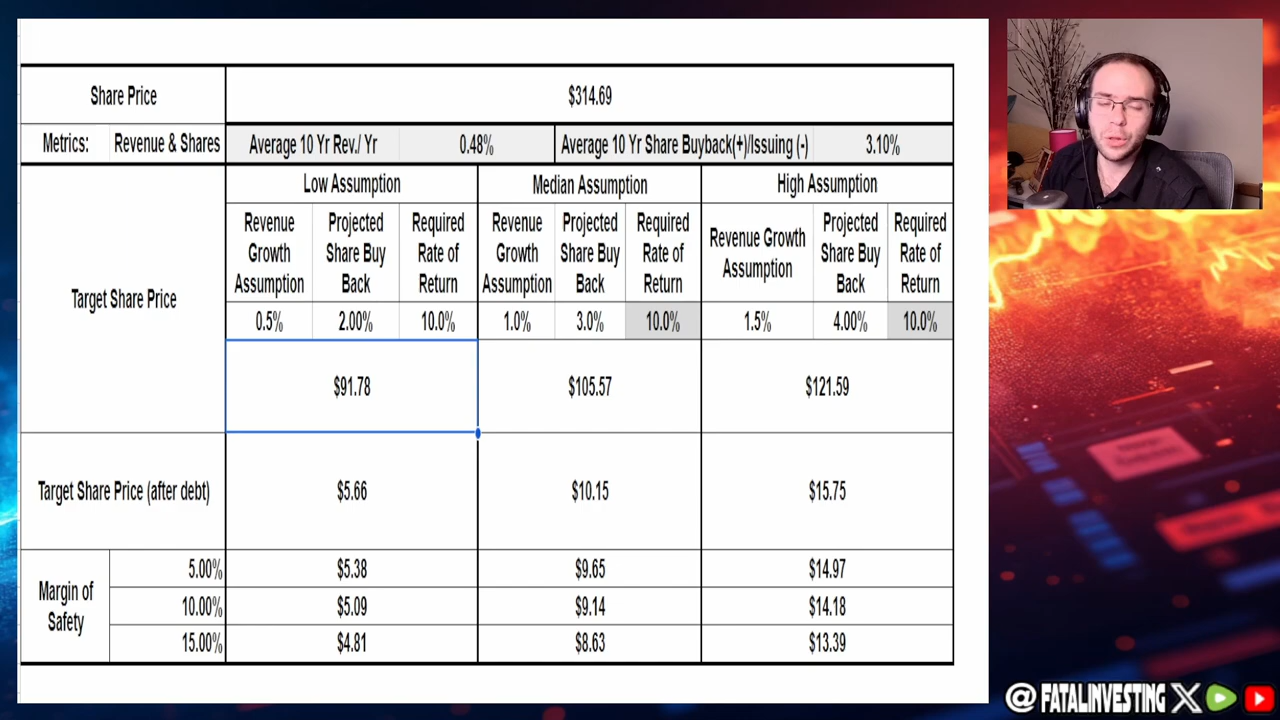 Share Price $314.69
Metrics: Revenue & Shares Average 10 Yr Rev./ Yr 0.48% Average 10 Yr Share Buyback(+)/Issuing (-) 3.10%
Target Share Price
Low Assumption Median Assumption High Assumption
Revenue Growth Assumption Projected Share Buy Back Required Rate of Return Revenue Growth Assumption Projected Share Buy Back Required Rate of Return Revenue Growth Assumption Projected Share Buy Back Required Rate of Return
0.5% 2.00% 10.0% 1.0% 3.0% 10.0% 1.5% 4.00% 10.0%
$91.78 $105.57 $121.59
Target Share Price (after debt) $5.66 $10.15 $15.75
Margin of Safety
5.00% $5.38 $9.65 $14.97
10.00% $5.09 $9.14 $14.18
15.00% $4.81 $8.63 $13.39
@FATALINVESTING X